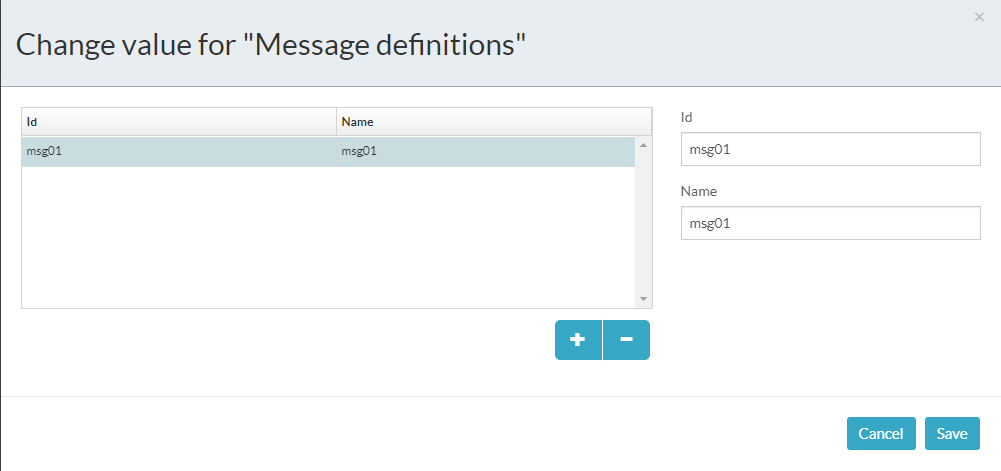 ×
Change value for "Message definitions"
Id Name
msg01 msg01
Id
msg01
Name
msg01
Cancel Save